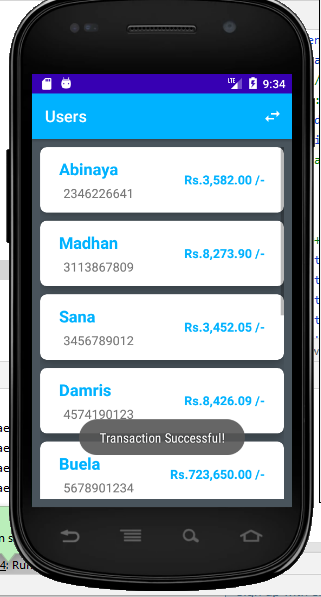 LTE 9:34
Users
Abinaya
2346226641
Rs.3,582.00 /-
Madhan
3113867809
Rs.8,273.90 /-
Sana
3456789012
Rs.3,452.05 /-
Damris
4574190123
Rs.8,426.09 /-
Transaction Successful!
Buela
5678901234
Rs.723,650.00 /-